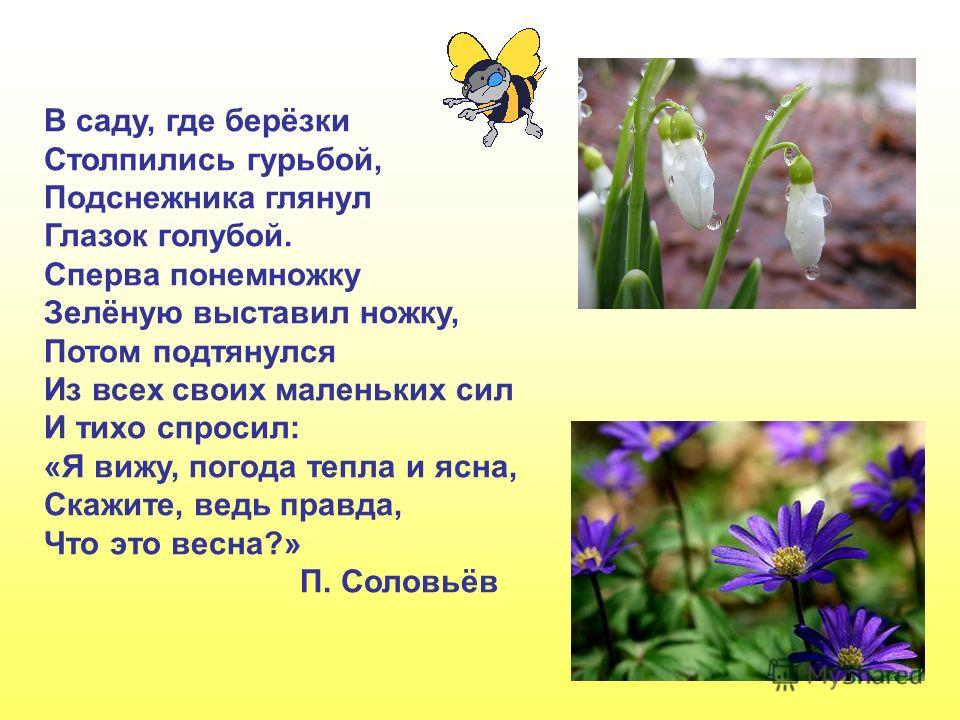 В саду, где берёзки
Столпились гурьбой,
Подснежника глянул
Глазок голубой.
Сперва понемножку
Зелёную выставил ножку,
Потом подтянулся
Из всех своих маленьких сил
И тихо спросил:
«Я вижу, погода тепла и ясна,
Скажите, ведь правда,
Что это весна?»
П. Соловьёв
MyShared